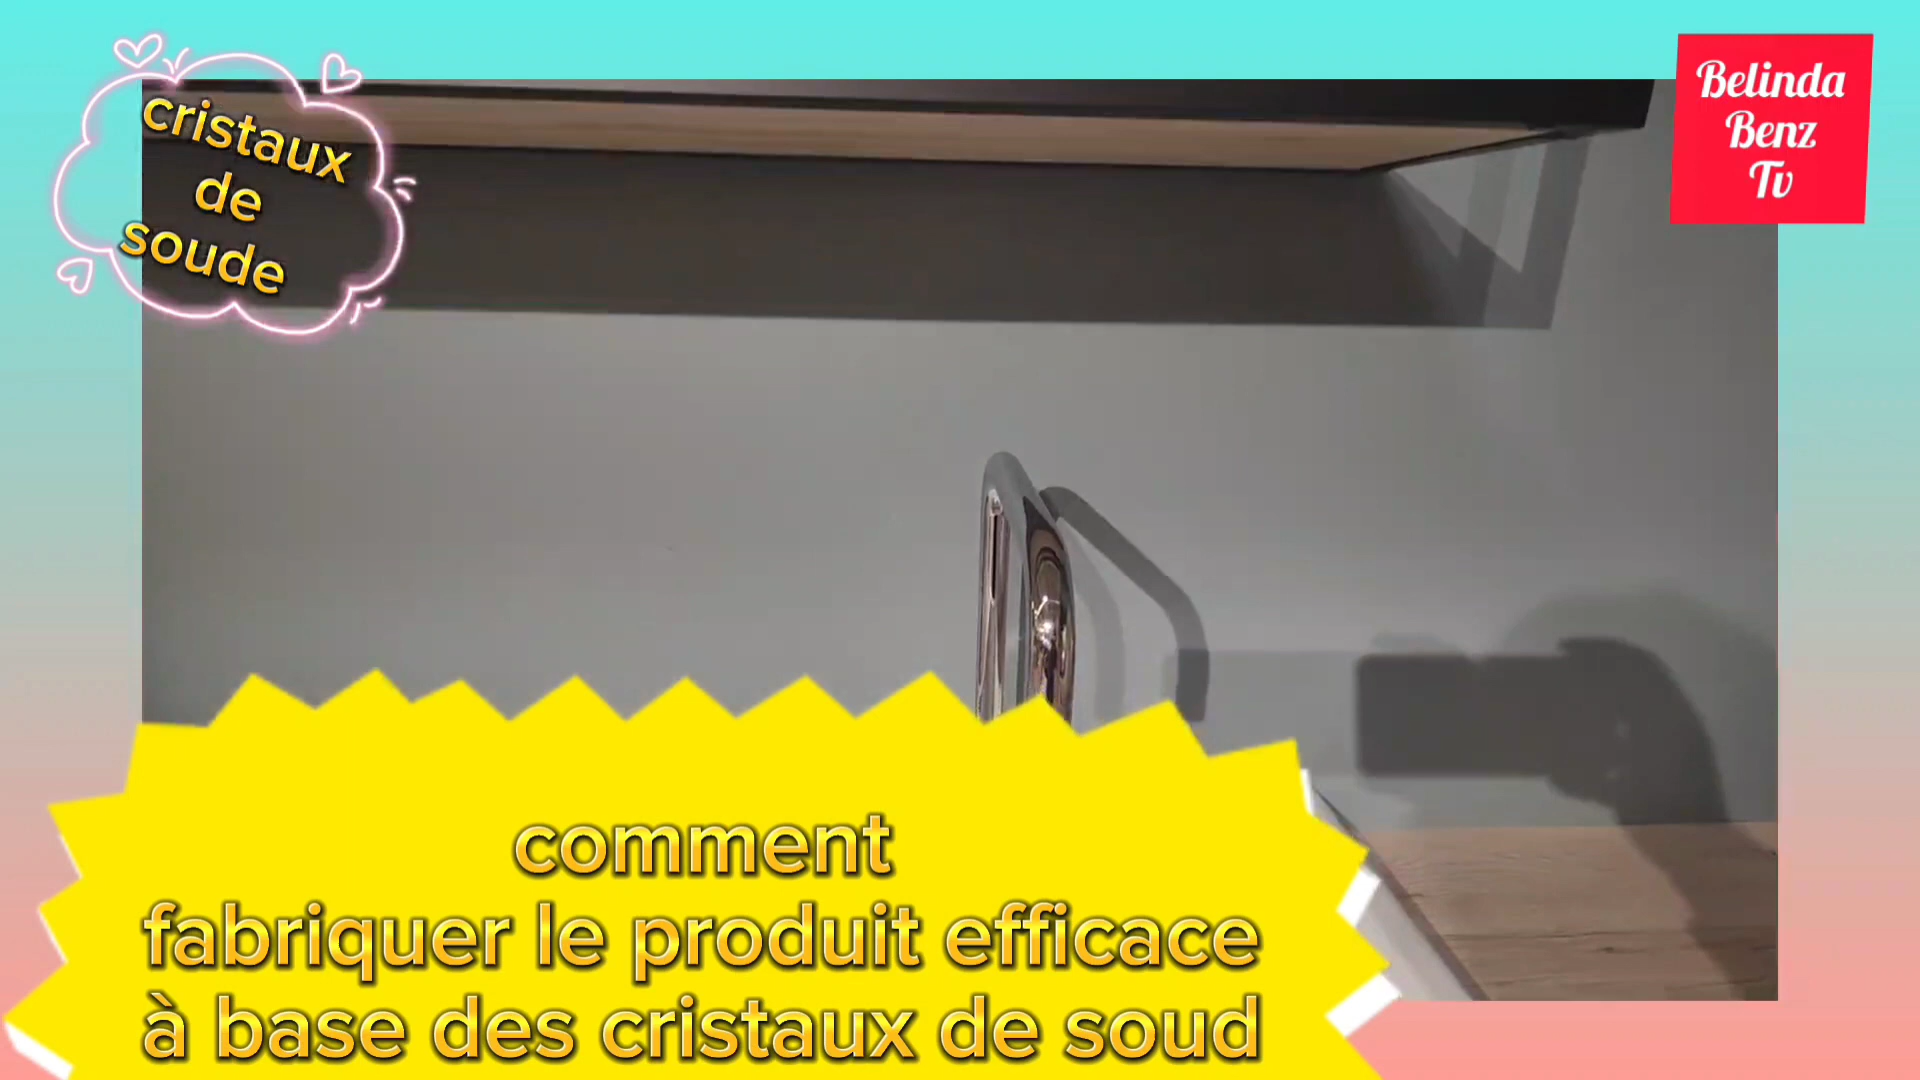 cristaux
de
soude
Belinda
Benz
Tv
comment
fabriquer le produit efficace
à base des cristaux de soud